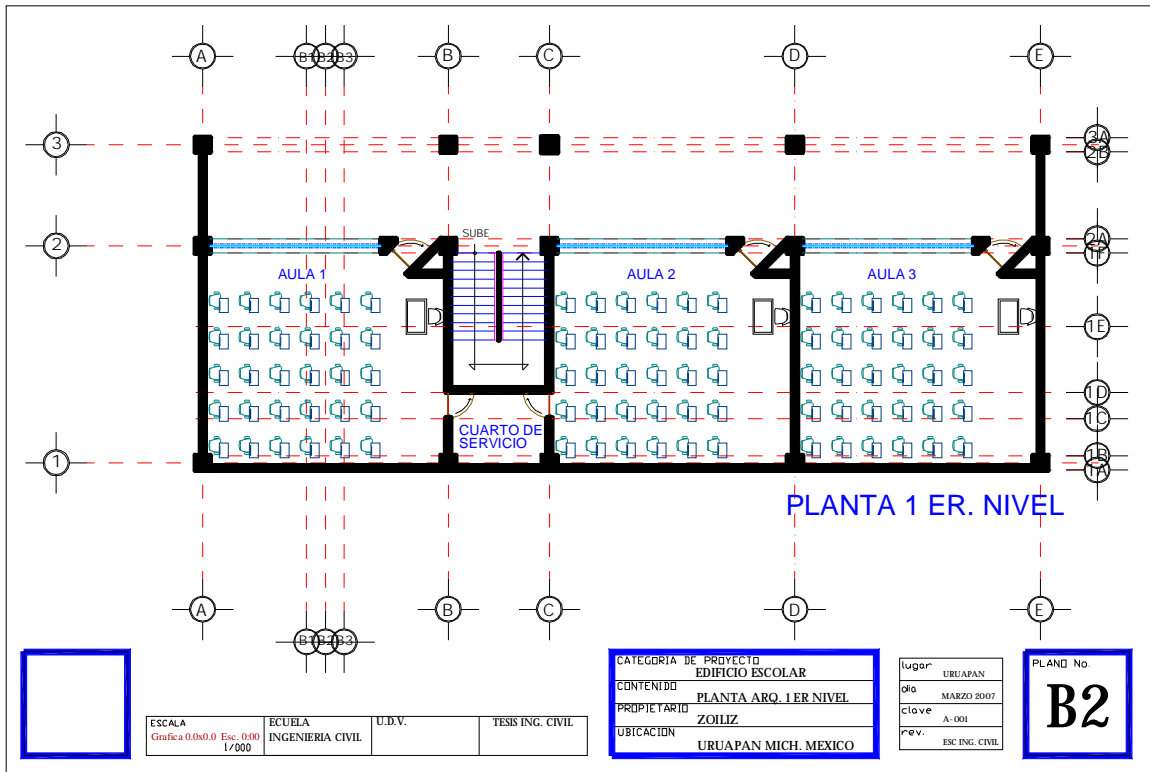 A
B1
B2
B3
B
C
D
E
3
3A
2B
2
SUBE
2A
1F
AULA 1
AULA 2
AULA 3
1E
1D
1C
CUARTO DE
SERVICIO
1
1B
1A
PLANTA 1 ER. NIVEL
A
B
C
D
E
B1
B2
B3
ESCALA
Grafica 0.0x0.0 Esc. 0:00
1/000
ECUELA
INGENIERIA CIVIL
U.D.V.
TESIS ING. CIVIL
CATEGORIA DE PROYECTO
EDIFICIO ESCOLAR
CONTENIDO
PLANTA ARQ. 1 ER NIVEL
PROPIETARIO
ZOILIZ
UBICACION
URUAPAN MICH. MEXICO
lugar
URUAPAN
dia
MARZO 2007
clave
A-001
rev.
ESC ING. CIVIL
PLANO No.
B2